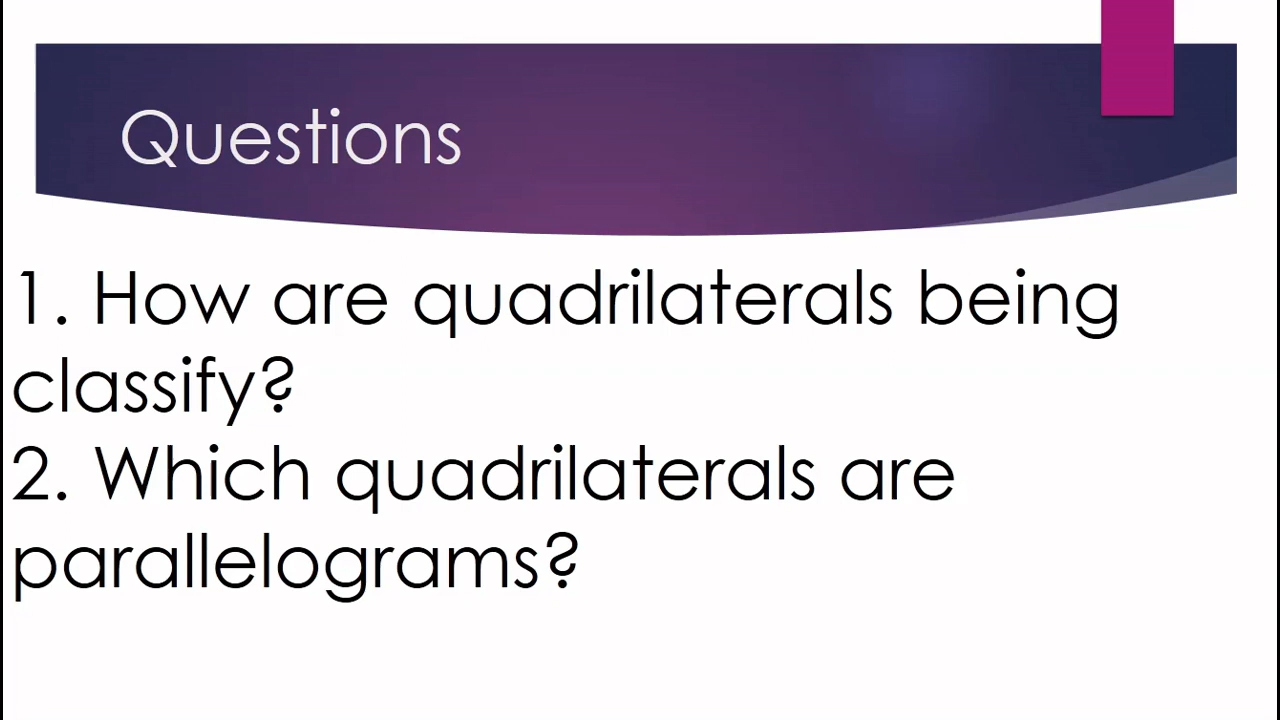 Questions
1. How are quadrilaterals being
classify?
2. Which quadrilaterals are
parallelograms?